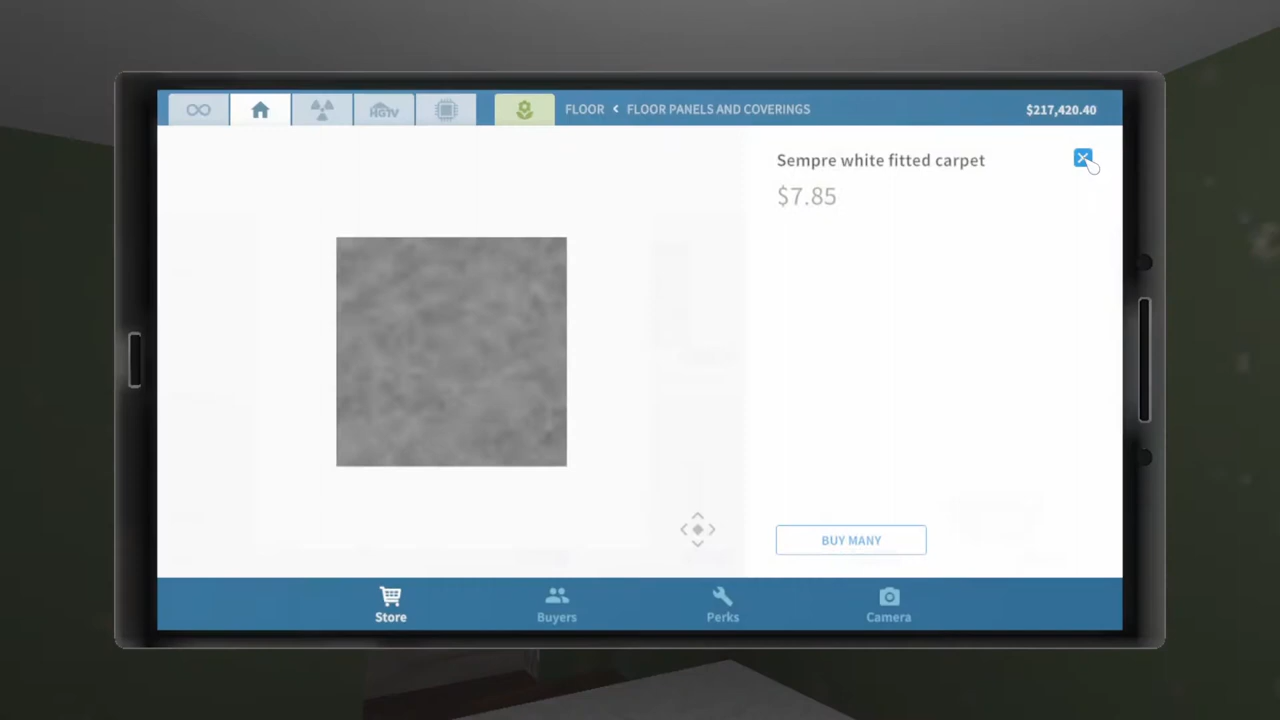 HGTV
FLOOR < FLOOR PANELS AND COVERINGS
$217,420.40
Sempre white fitted carpet
$7.85
BUY MANY
Store
Buyers
Perks
Camera